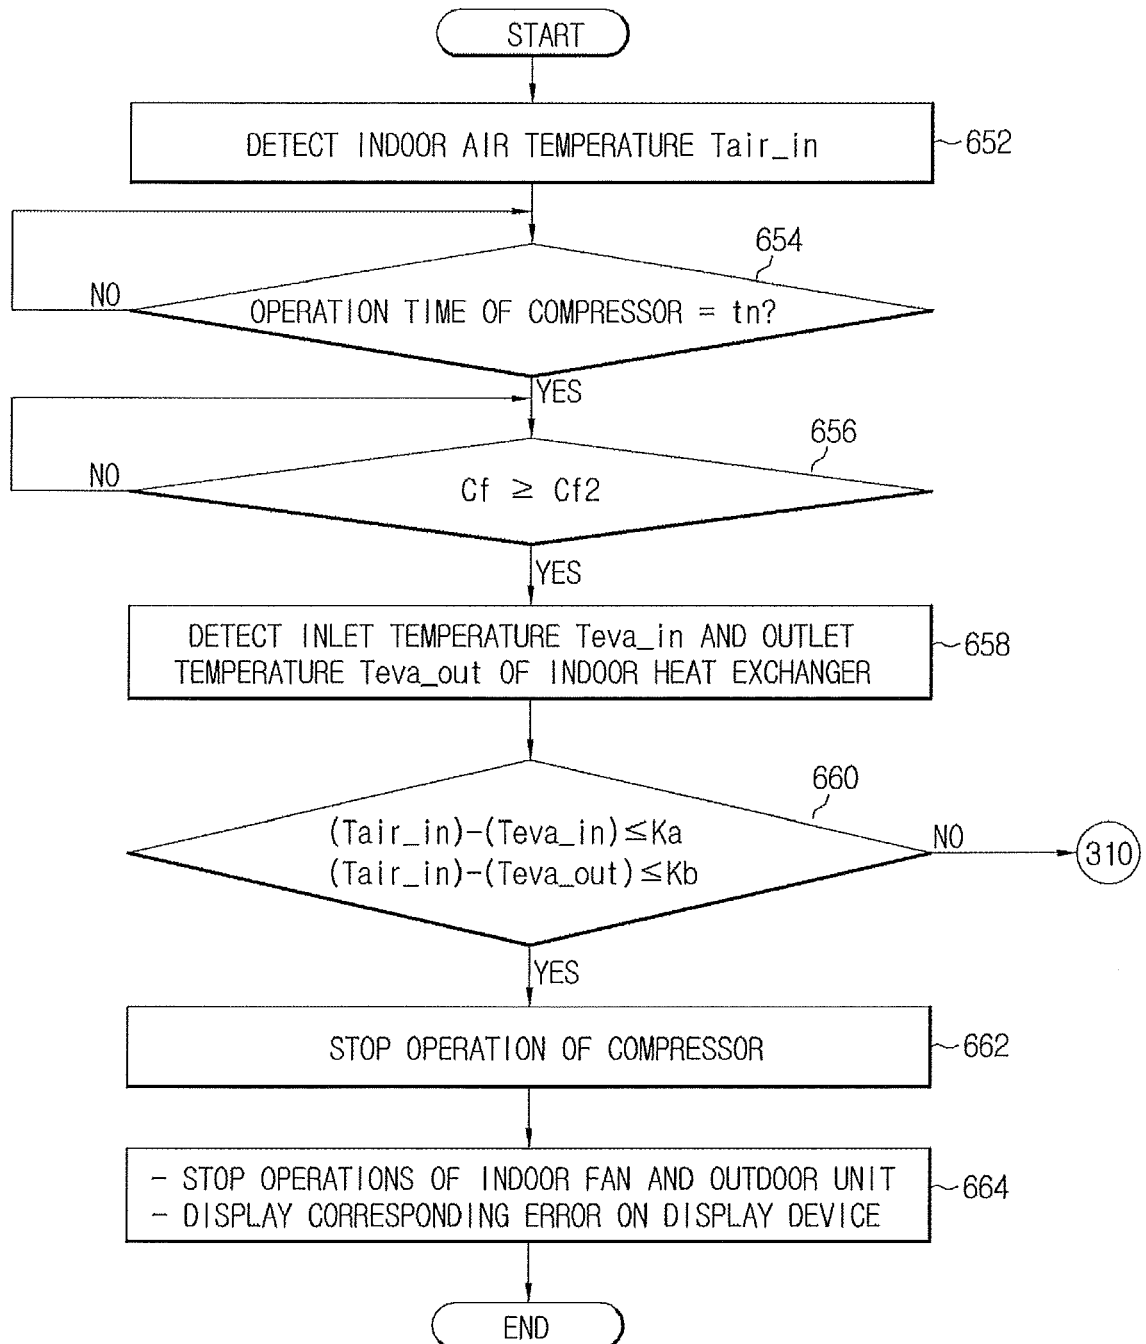 START
DETECT INDOOR AIR TEMPERATURE Tair_in
652
654
NO
OPERATION TIME OF COMPRESSOR = tn?
YES
656
NO
Cf ≥ Cf2
YES
DETECT INLET TEMPERATURE Teva_in AND OUTLET
TEMPERATURE Teva_out OF INDOOR HEAT EXCHANGER
658
660
(Tair_in)-(Teva_in)≤Ka
(Tair_in)-(Teva_out)≤Kb
NO
310
YES
STOP OPERATION OF COMPRESSOR
662
- STOP OPERATIONS OF INDOOR FAN AND OUTDOOR UNIT
- DISPLAY CORRESPONDING ERROR ON DISPLAY DEVICE
664
END